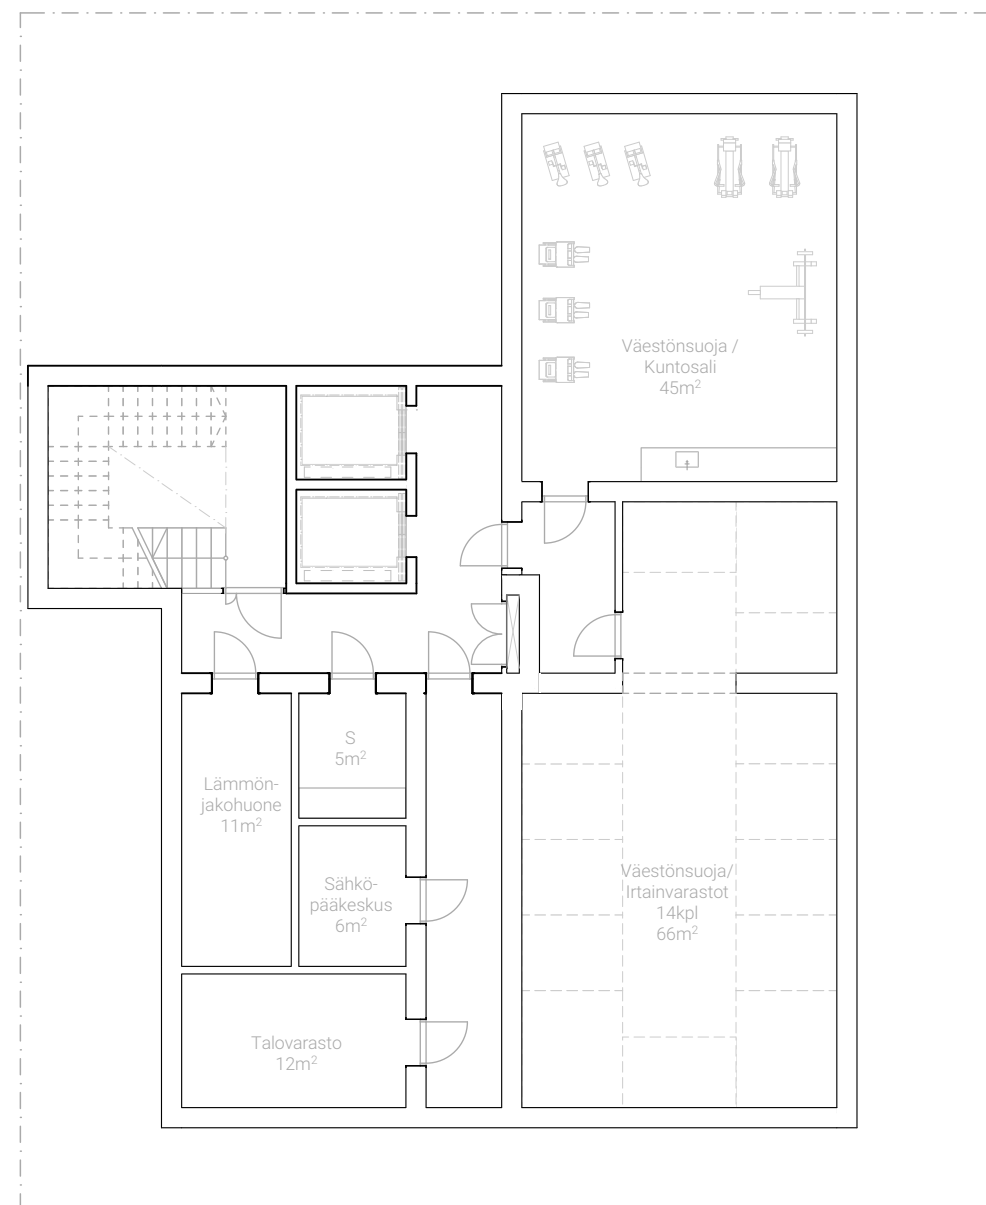 Väestönsuoja /
Kuntosali
45m²
S
5m²
Lämmön-
jakohuone
11m²
Sähkö-
pääkeskus
6m²
Väestönsuoja/
Irtainvarastot
14kpl
66m²
Talovarasto
12m²